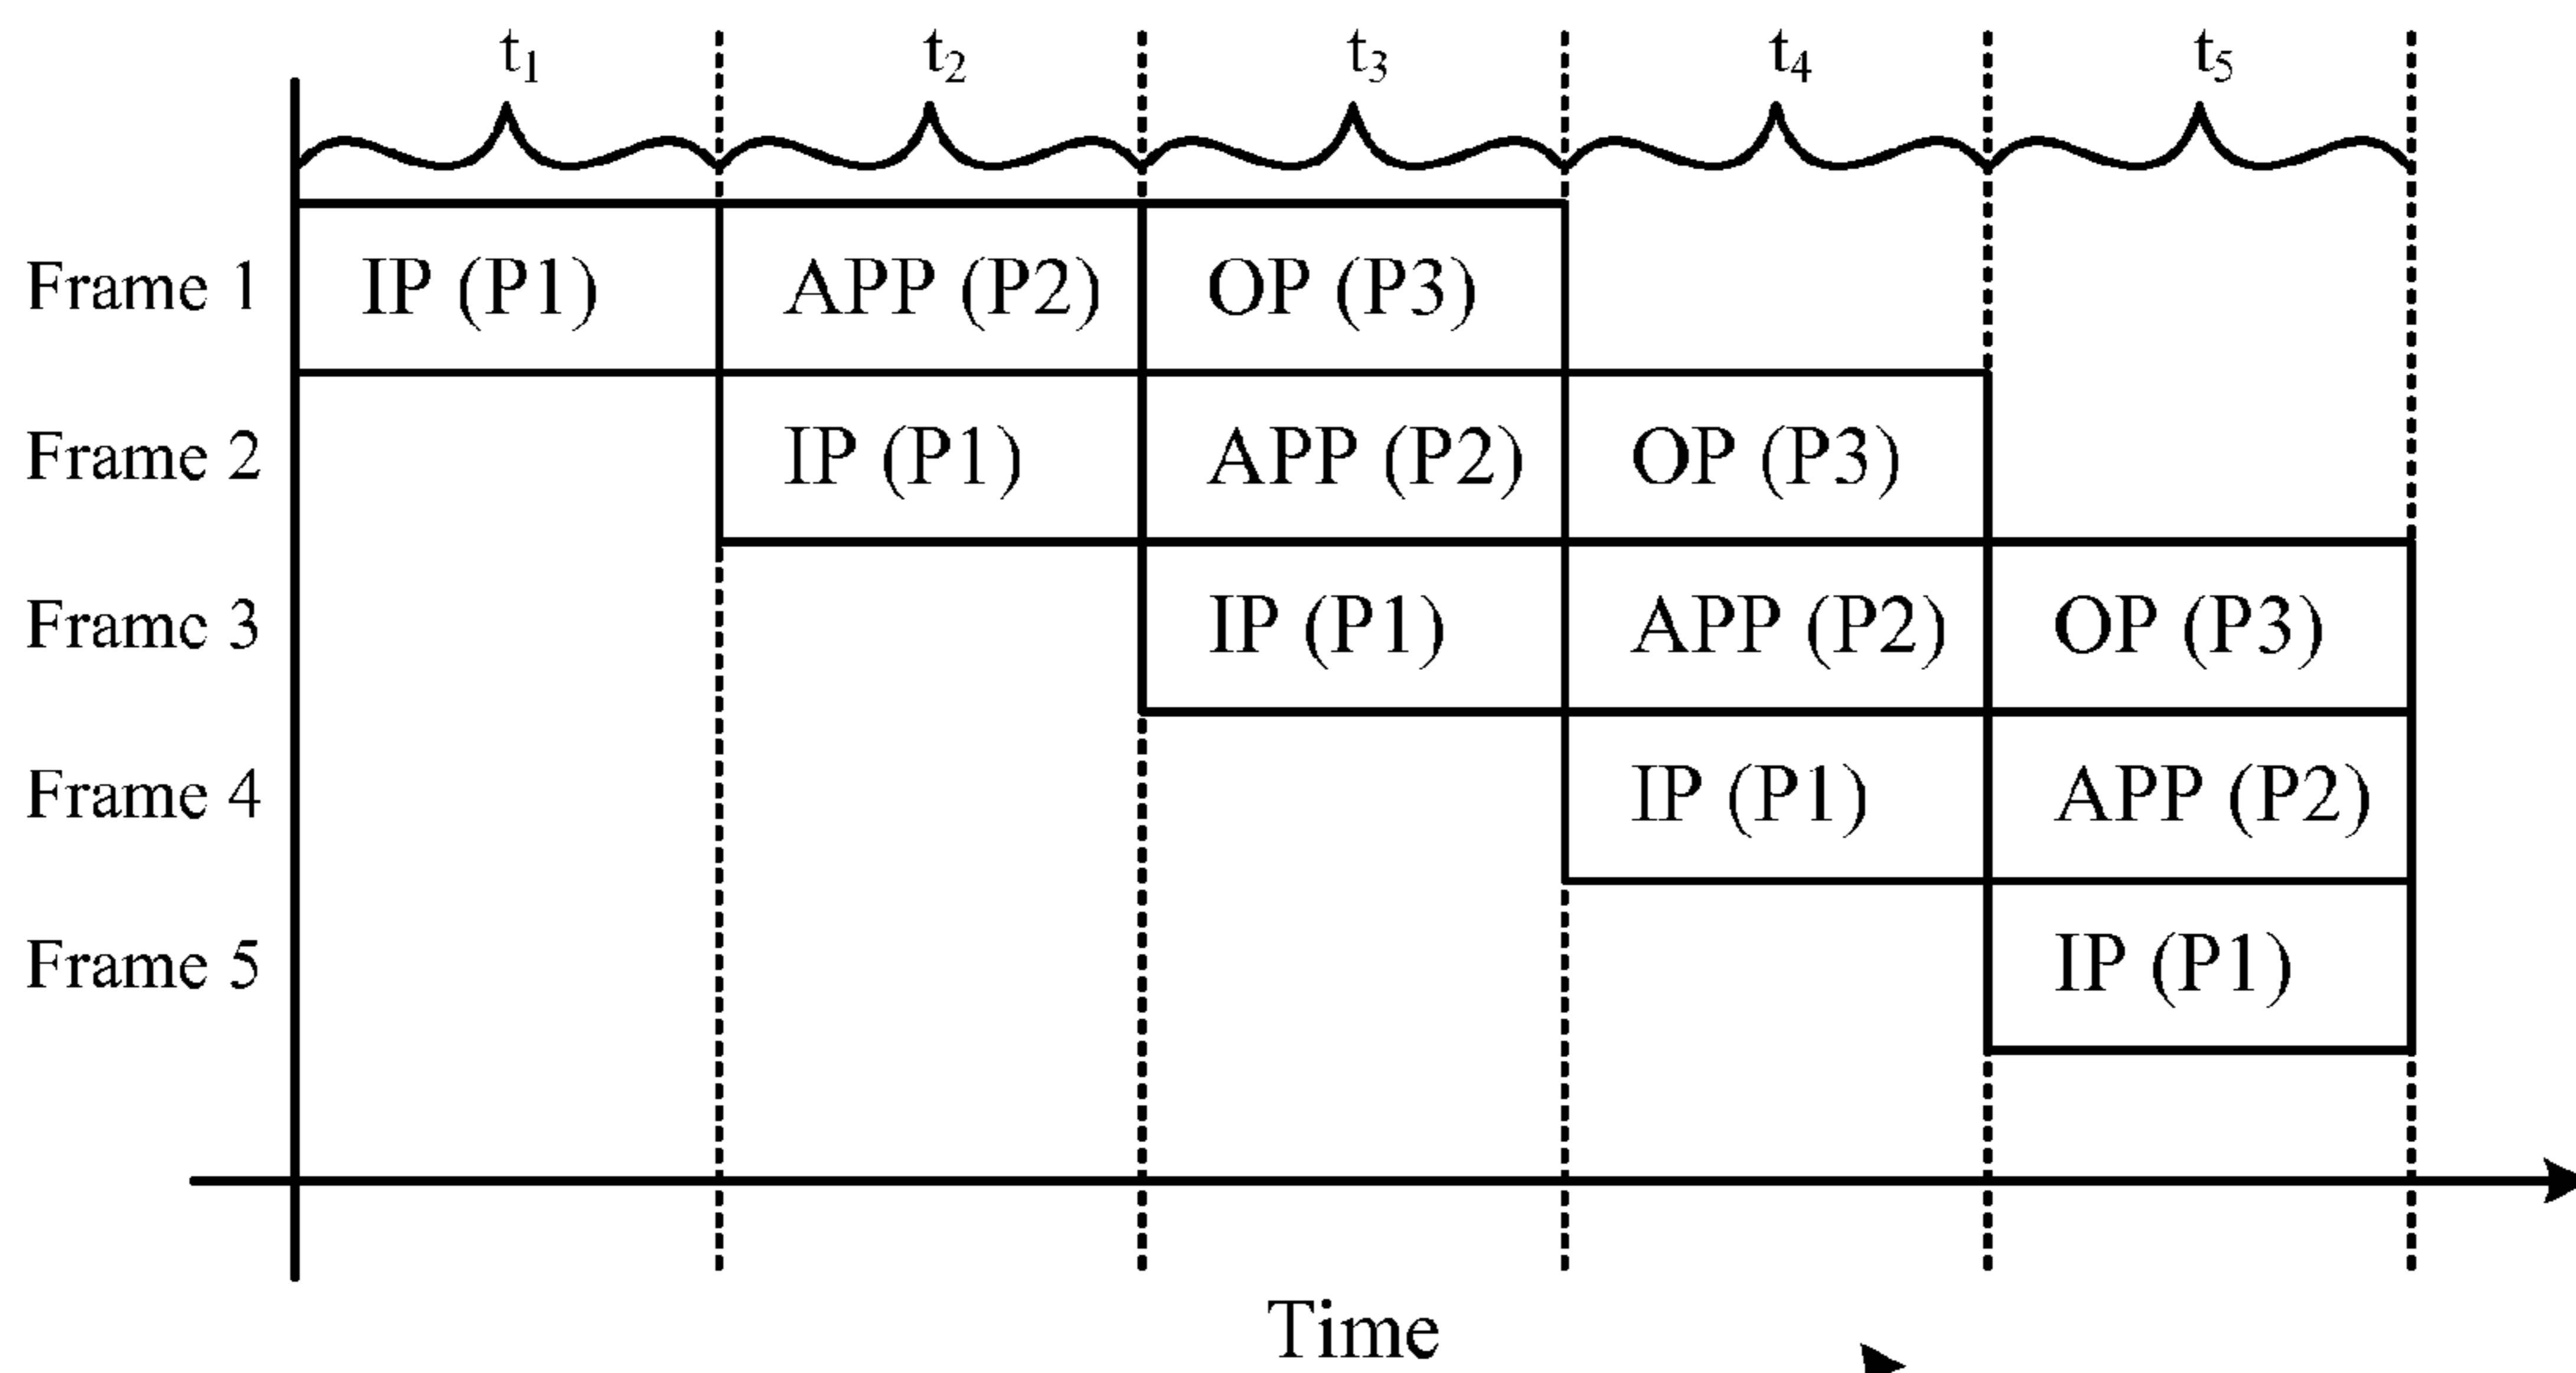 t₁ t₂ t₃ t₄ t₅
Frame 1 IP (P1) APP (P2) OP (P3)
Frame 2 IP (P1) APP (P2) OP (P3)
Frame 3 IP (P1) APP (P2) OP (P3)
Frame 4 IP (P1) APP (P2)
Frame 5 IP (P1)
Time